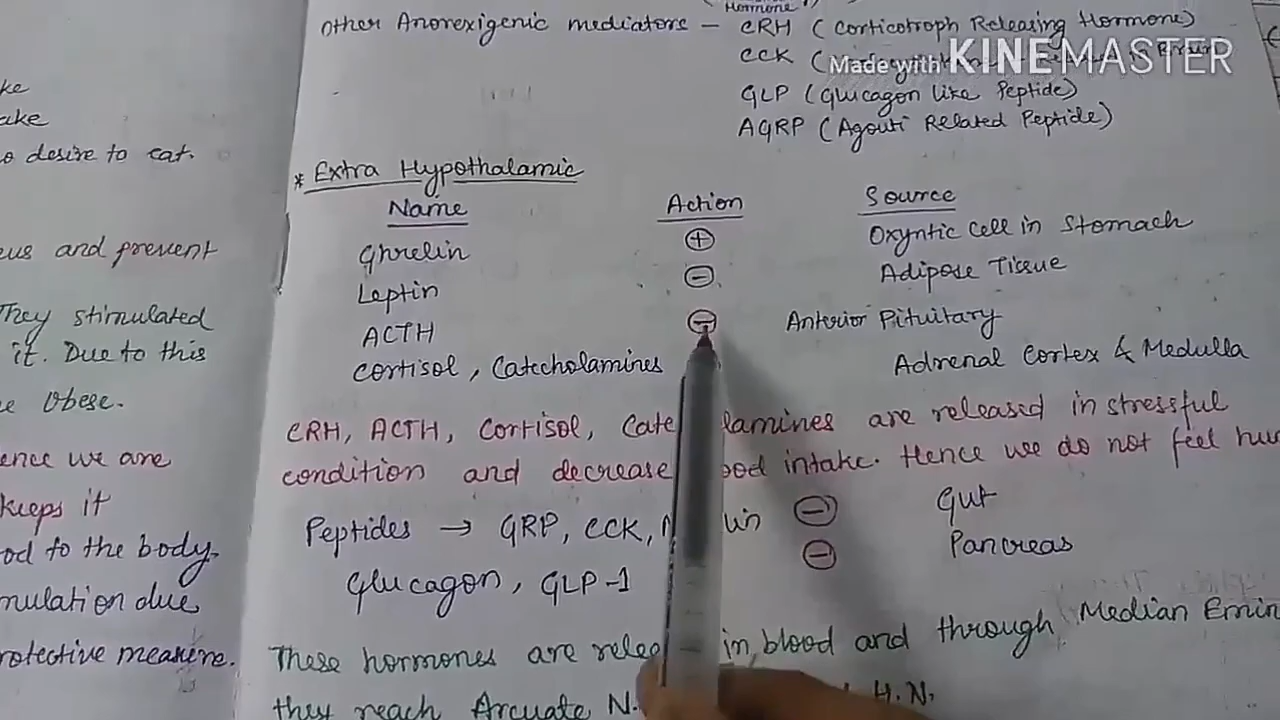 Hormone
Other Anorexigenic mediators - CRH (Corticotroph Releasing Hormone)
CCK (
Made with KINEMASTER
GLP (Glucagon like Peptide)
AGRP (Agouti Related Peptide)
ke
ake
o desire to eat.
* Extra Hypothalamic
Name Action Source
Ghrelin ⊕ Oxyntic Cell in Stomach
Leptin ⊖ Adipose Tissue
ACTH ⊖ Anterior Pituitary
Cortisol, Catecholamines Adrenal Cortex & Medulla
eus and prevent
They stimulated
it. Due to this
Obese.
CRH, ACTH, Cortisol, Cate lamines are released in stressful
condition and decrease ood intake. Hence we do not feel hun
Peptides → GRP, CCK, ⊖ Gut
Glucagon, GLP-1 ⊖ Pancreas
ence we are
keeps it
od to the body.
mulation due
rotective measure.
These hormones are relea in blood and through Median Emin
they reach Arcuate N. H.N.